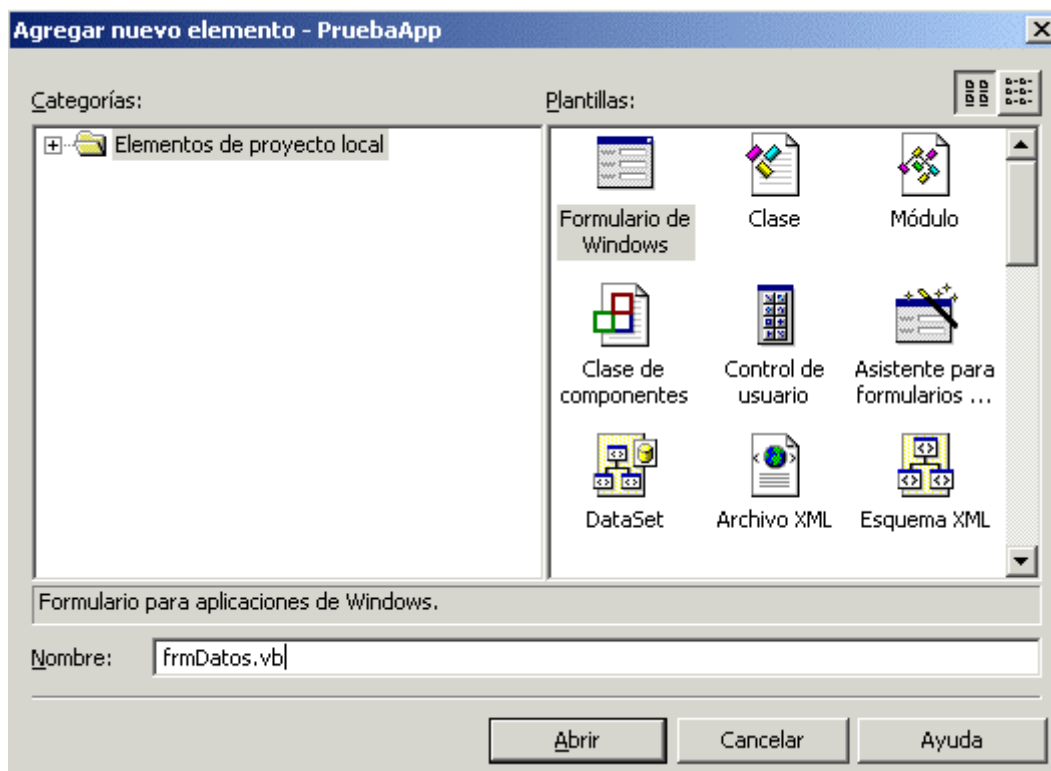 Agregar nuevo elemento - PruebaApp
Categorías:
Plantillas:
Elementos de proyecto local
Formulario de
Windows
Clase
Módulo
Clase de
componentes
Control de
usuario
Asistente para
formularios ...
DataSet
Archivo XML
Esquema XML
Formulario para aplicaciones de Windows.
Nombre:
frmDatos.vb
Abrir
Cancelar
Ayuda